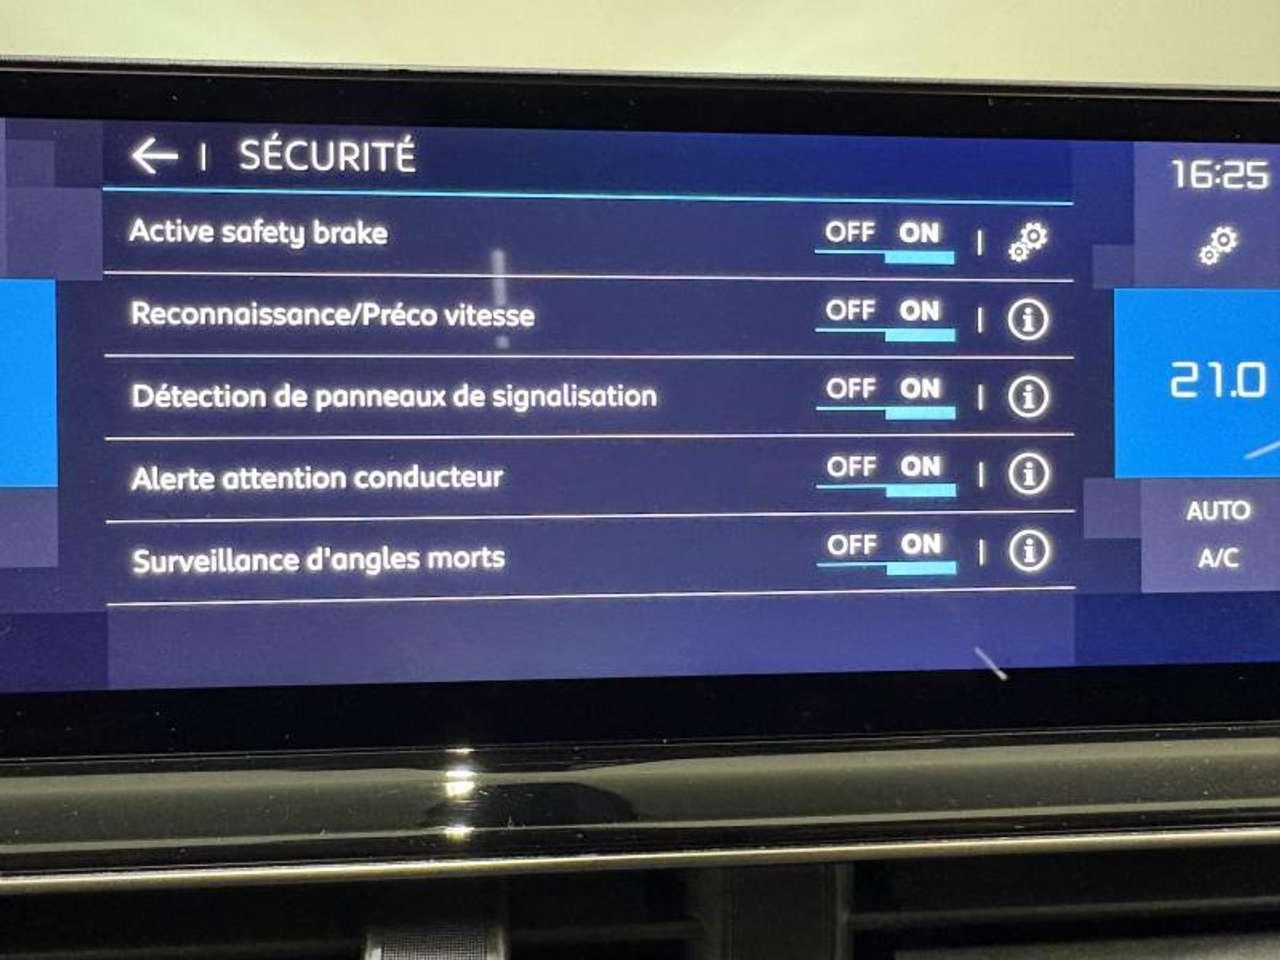 ← | SÉCURITÉ
16:25
Active safety brake OFF ON
Reconnaissance/Préco vitesse OFF ON i
Détection de panneaux de signalisation OFF ON i
21.0
Alerte attention conducteur OFF ON i
AUTO
Surveillance d'angles morts OFF ON i
A/C